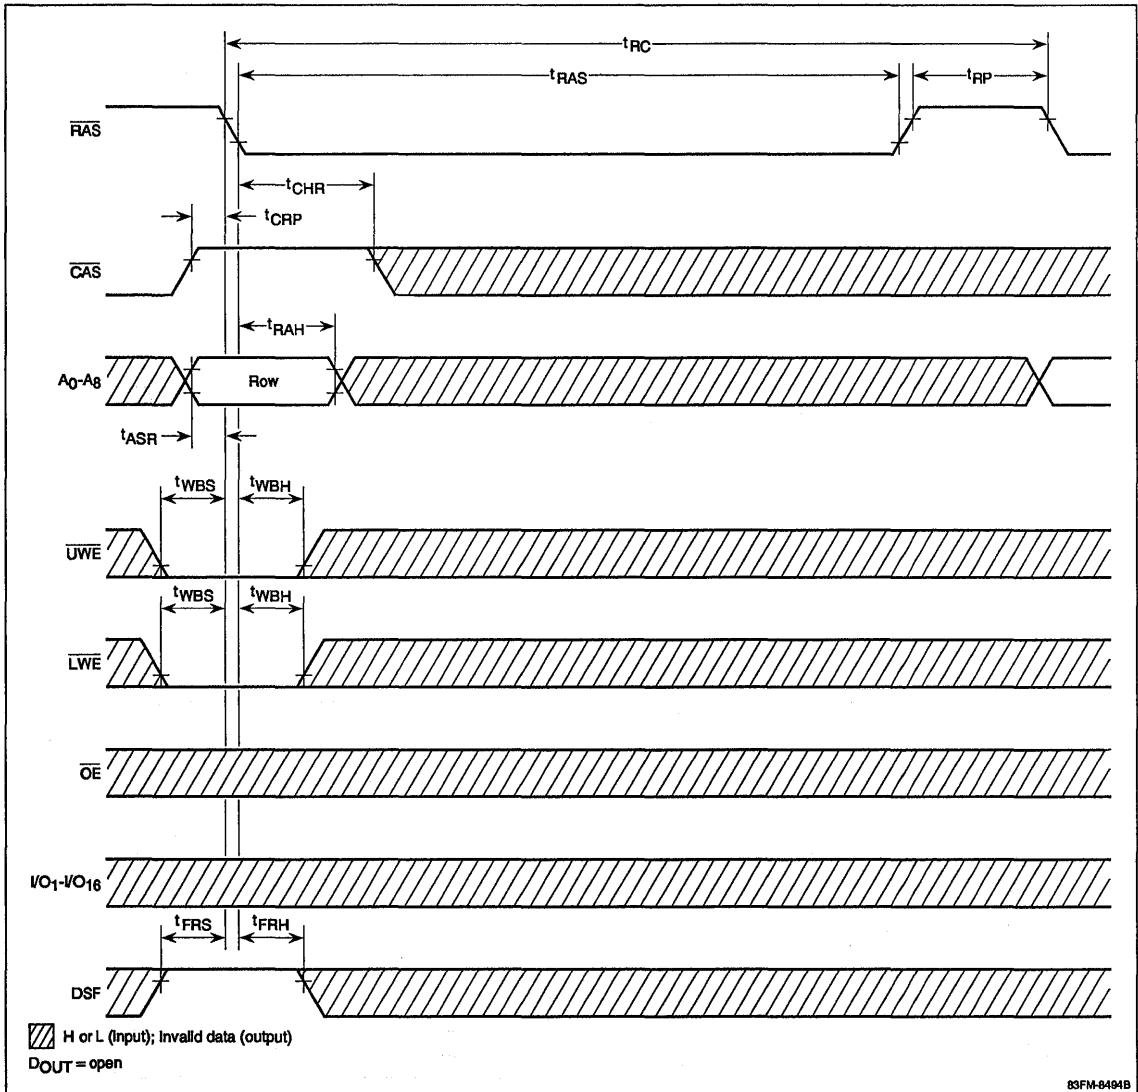 tRC
tRAS
tRP
RAS
tCHR
tCRP
CAS
tRAH
A0-A8
Row
tASR
tWBS
tWBH
UWE
tWBS
tWBH
LWE
OE
I/O1-I/O16
tFRS
tFRH
DSF
H or L (input); Invalid data (output)
DOUT = open
83FM-8494B